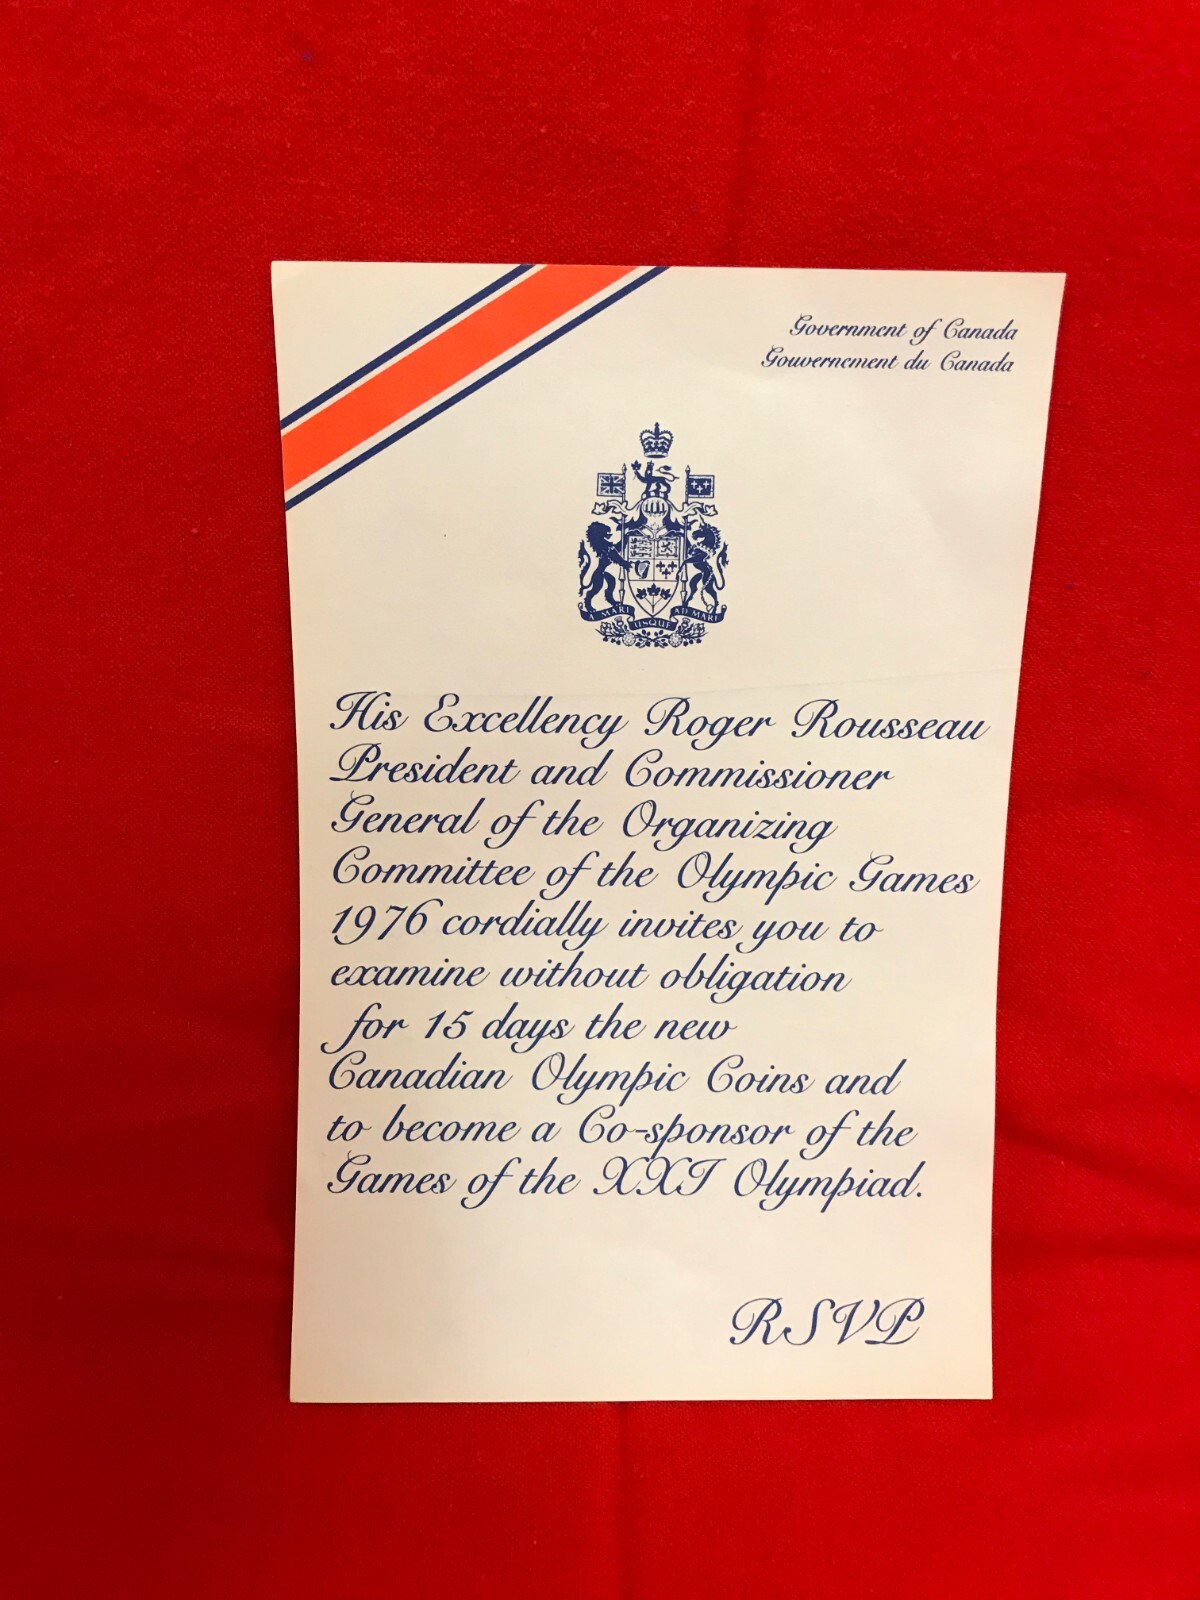 Government of Canada
Gouvernement du Canada
A MARI
USQUE
AD MARE
His Excellency Roger Rousseau
President and Commissioner
General of the Organizing
Committee of the Olympic Games
1976 cordially invites you to
examine without obligation
for 15 days the new
Canadian Olympic Coins and
to become a Co-sponsor of the
Games of the XXI Olympiad.
RSVP